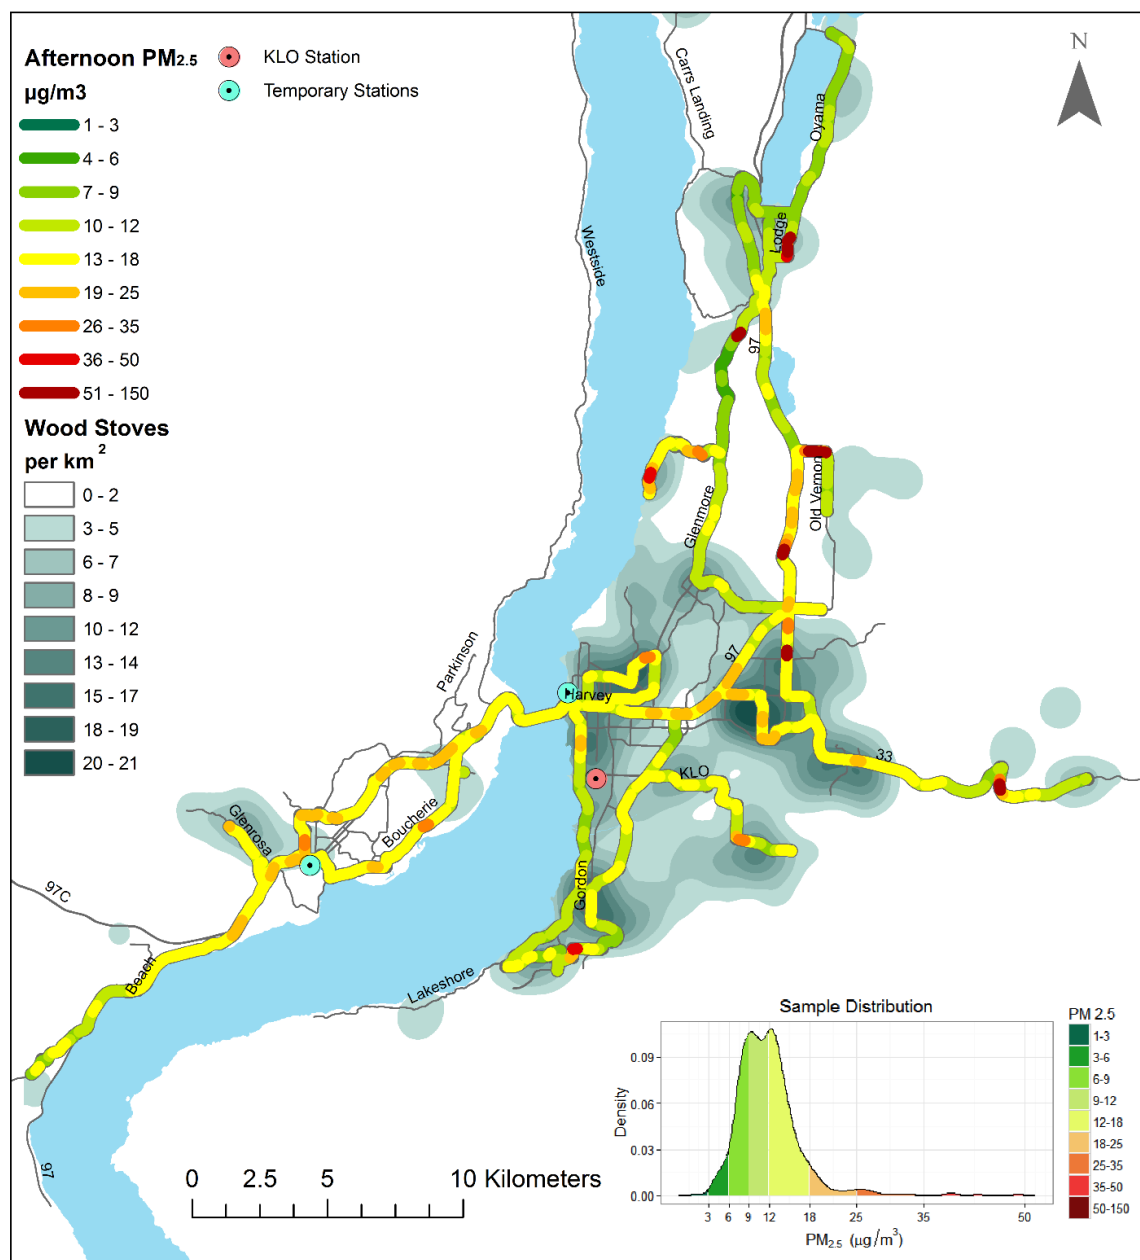 Afternoon PM2.5
µg/m3
1 - 3
4 - 6
7 - 9
10 - 12
13 - 18
19 - 25
26 - 35
36 - 50
51 - 150
KLO Station
Temporary Stations
Wood Stoves
per km 2
0 - 2
3 - 5
6 - 7
8 - 9
10 - 12
13 - 14
15 - 17
18 - 19
20 - 21
N
Carrs Landing
Oyama
Westside
Lodge
97
Old Vernon
Glenmore
Parkinson
97
Harvey
33
KLO
Boucherie
Glenrosa
Gordon
97C
Beach
Lakeshore
97
0 2.5 5 10 Kilometers
Sample Distribution
Density
0.09
0.06
0.03
0.00
3 6 9 12 18 25 35 50
PM2.5 (µg/m3)
PM 2.5
1-3
3-6
6-9
9-12
12-18
18-25
25-35
35-50
50-150